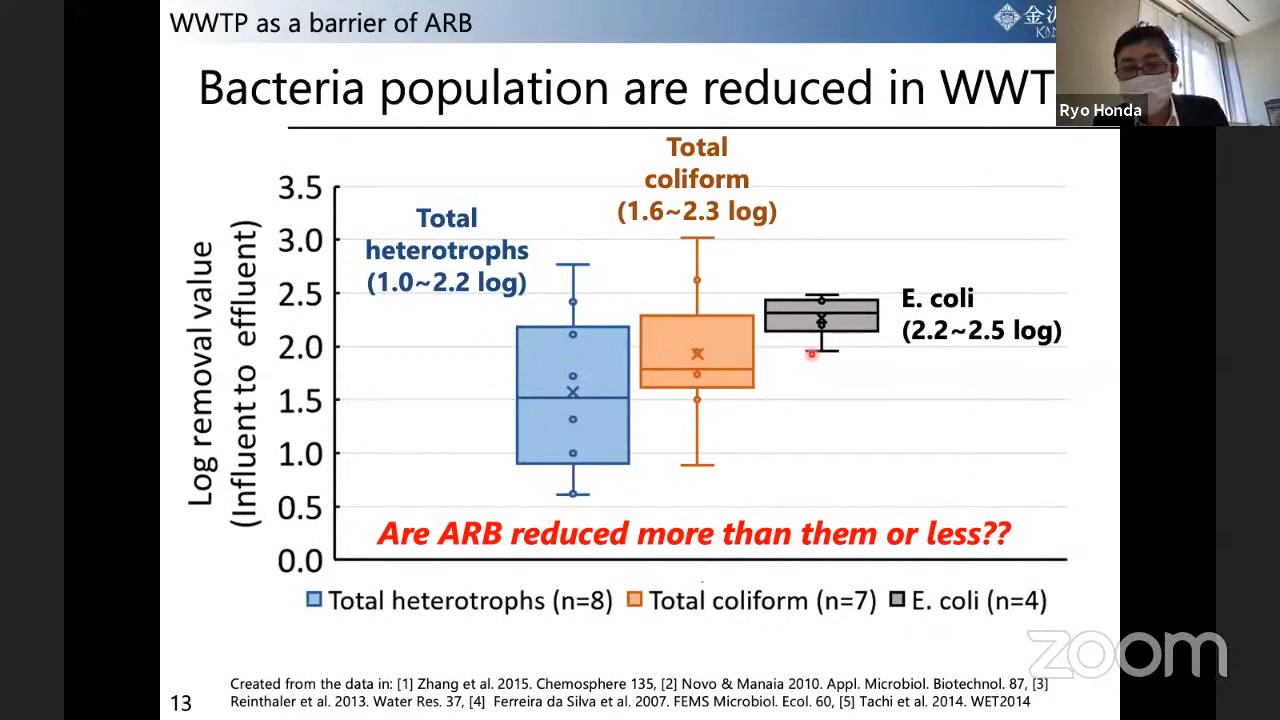 WWTP as a barrier of ARB
金沢
Bacteria population are reduced in WWT
Ryo Honda
Total
coliform
(1.6~2.3 log)
Total
heterotrophs
(1.0~2.2 log)
E. coli
(2.2~2.5 log)
Log removal value
(Influent to effluent)
3.5
3.0
2.5
2.0
1.5
1.0
0.5
0.0
Are ARB reduced more than them or less??
Total heterotrophs (n=8) Total coliform (n=7) E. coli (n=4)
zoom
Created from the data in: [1] Zhang et al. 2015. Chemosphere 135, [2] Novo & Manaia 2010. Appl. Microbiol. Biotechnol. 87, [3]
Reinthaler et al. 2013. Water Res. 37, [4] Ferreira da Silva et al. 2007. FEMS Microbiol. Ecol. 60, [5] Tachi et al. 2014. WET2014
13